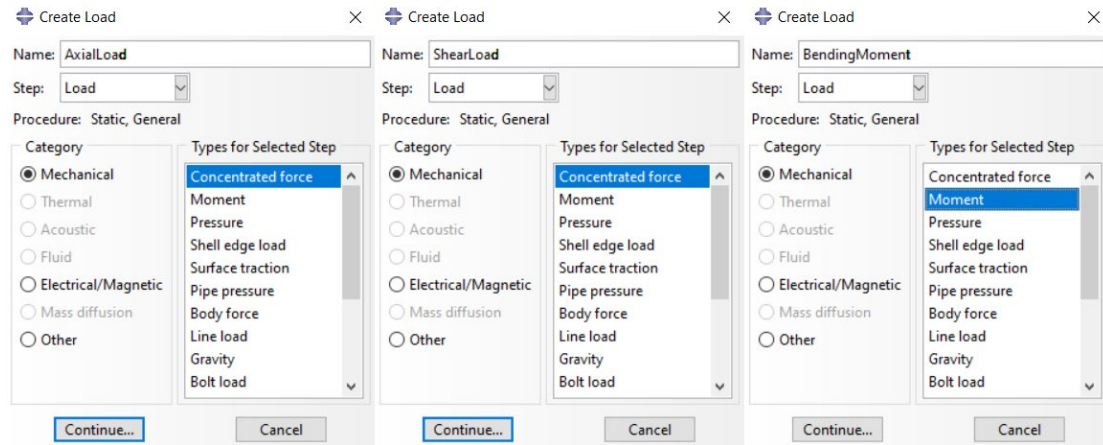 Create Load
Name: AxialLoad
Step: Load
Procedure: Static, General
Category
Mechanical
Thermal
Acoustic
Fluid
Electrical/Magnetic
Mass diffusion
Other
Types for Selected Step
Concentrated force
Moment
Pressure
Shell edge load
Surface traction
Pipe pressure
Body force
Line load
Gravity
Bolt load
Continue...
Cancel
Create Load
Name: ShearLoad
Step: Load
Procedure: Static, General
Category
Mechanical
Thermal
Acoustic
Fluid
Electrical/Magnetic
Mass diffusion
Other
Types for Selected Step
Concentrated force
Moment
Pressure
Shell edge load
Surface traction
Pipe pressure
Body force
Line load
Gravity
Bolt load
Continue...
Cancel
Create Load
Name: BendingMoment
Step: Load
Procedure: Static, General
Category
Mechanical
Thermal
Acoustic
Fluid
Electrical/Magnetic
Mass diffusion
Other
Types for Selected Step
Concentrated force
Moment
Pressure
Shell edge load
Surface traction
Pipe pressure
Body force
Line load
Gravity
Bolt load
Continue...
Cancel